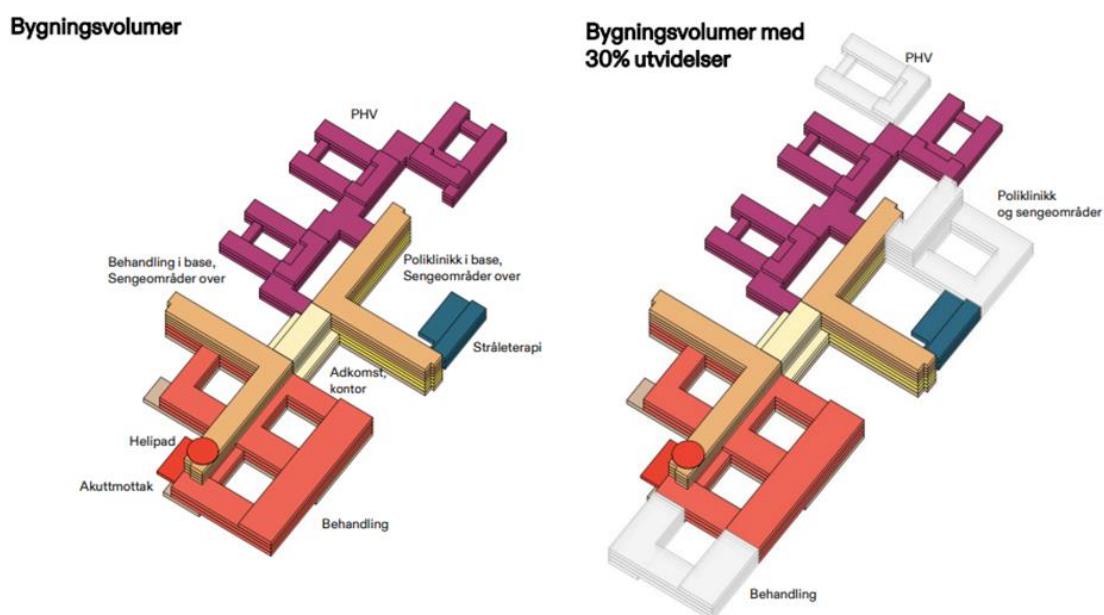 Bygningsvolumer
PHV
Behandling i base,
Sengeområder over
Poliklinikk i base,
Sengeområder over
Stråleterapi
Adkomst,
kontor
Helipad
Akuttmottak
Behandling
Bygningsvolumer med
30% utvidelser
PHV
Poliklinikk
og sengeområder
Behandling